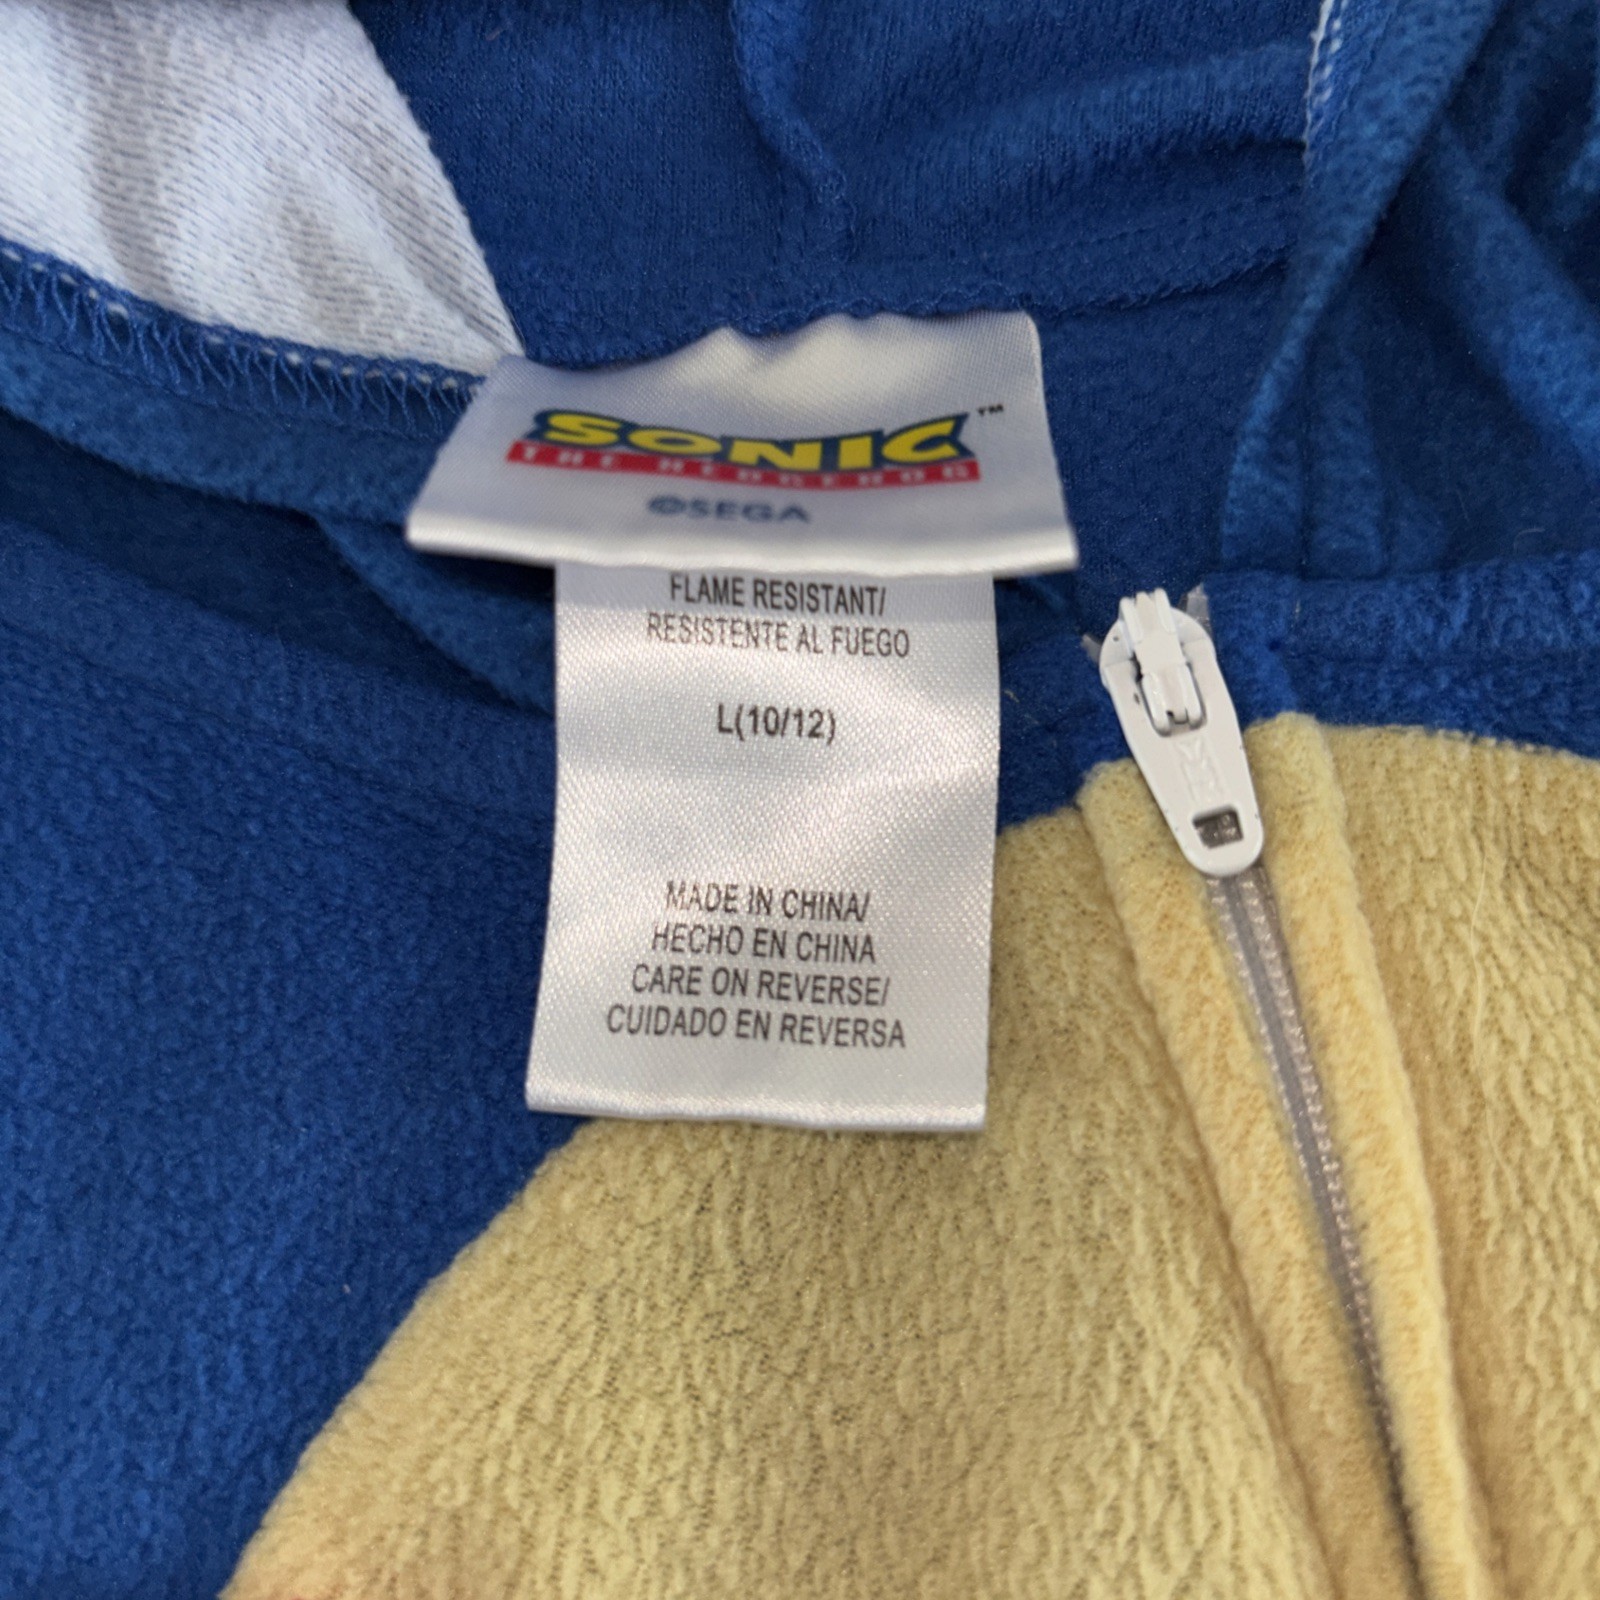 SONIC™
THE HEDGEHOG
©SEGA
FLAME RESISTANT/
RESISTENTE AL FUEGO
L(10/12)
MADE IN CHINA/
HECHO EN CHINA
CARE ON REVERSE/
CUIDADO EN REVERSA